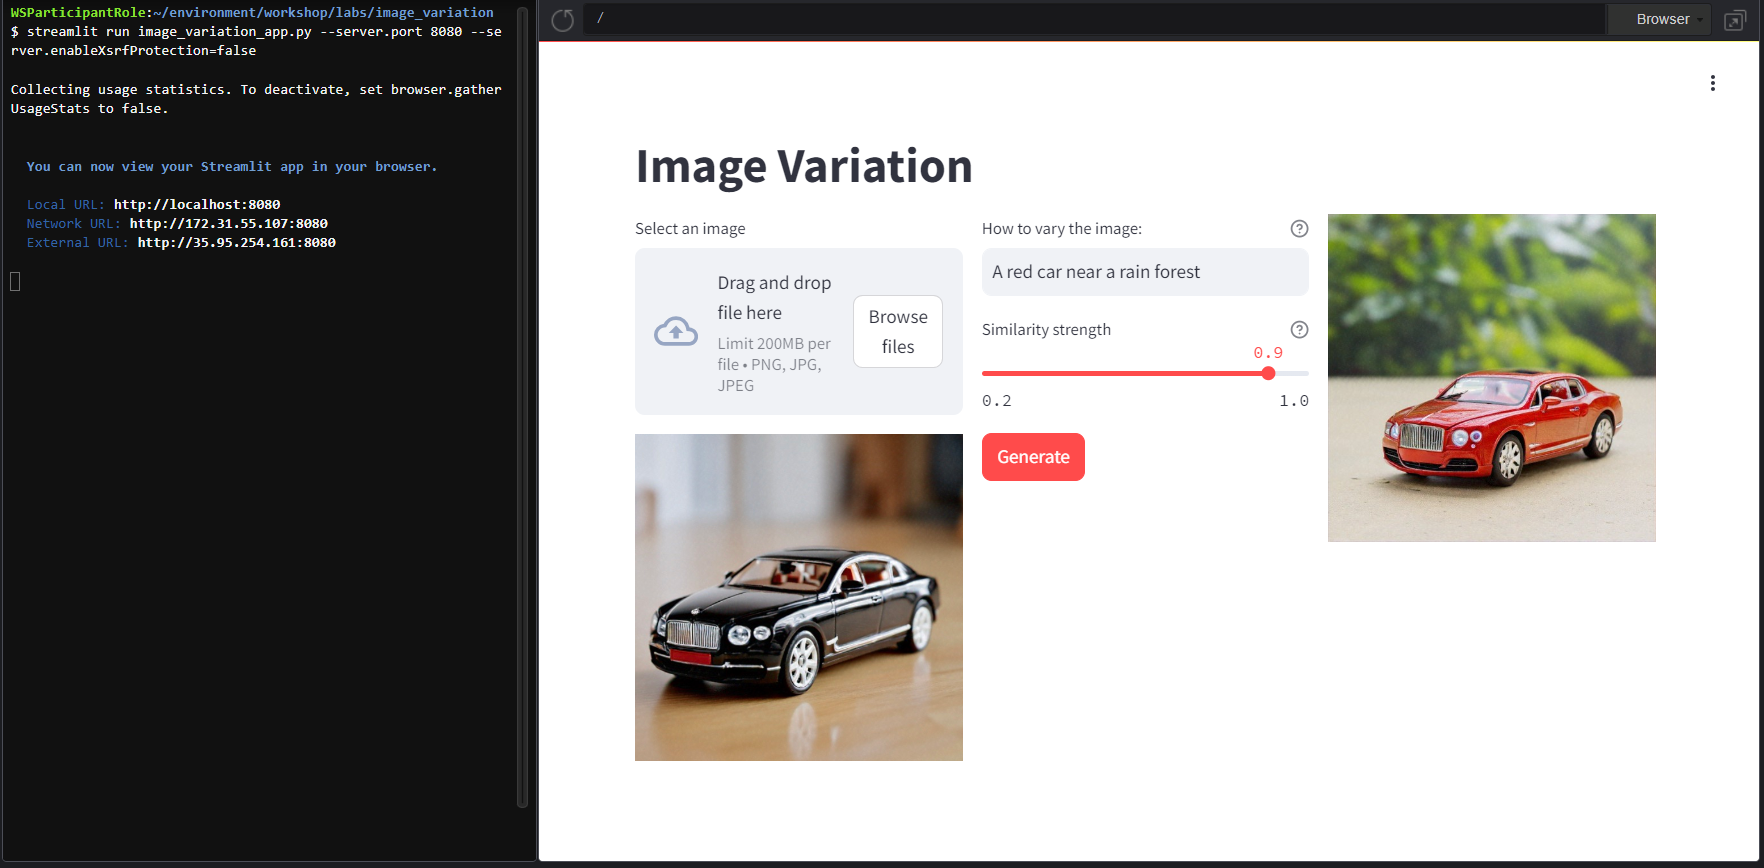 WSParticipantRole:~/environment/workshop/labs/image_variation
$ streamlit run image_variation_app.py --server.port 8080 --se
rver.enableXsrfProtection=false
Collecting usage statistics. To deactivate, set browser.gather
UsageStats to false.
You can now view your Streamlit app in your browser.
Local URL: http://localhost:8080
Network URL: http://172.31.55.107:8080
External URL: http://35.95.254.161:8080
/
Browser
Image Variation
Select an image
Drag and drop
file here
Limit 200MB per
file • PNG, JPG,
JPEG
Browse
files
How to vary the image:
A red car near a rain forest
Similarity strength
0.9
0.2
1.0
Generate